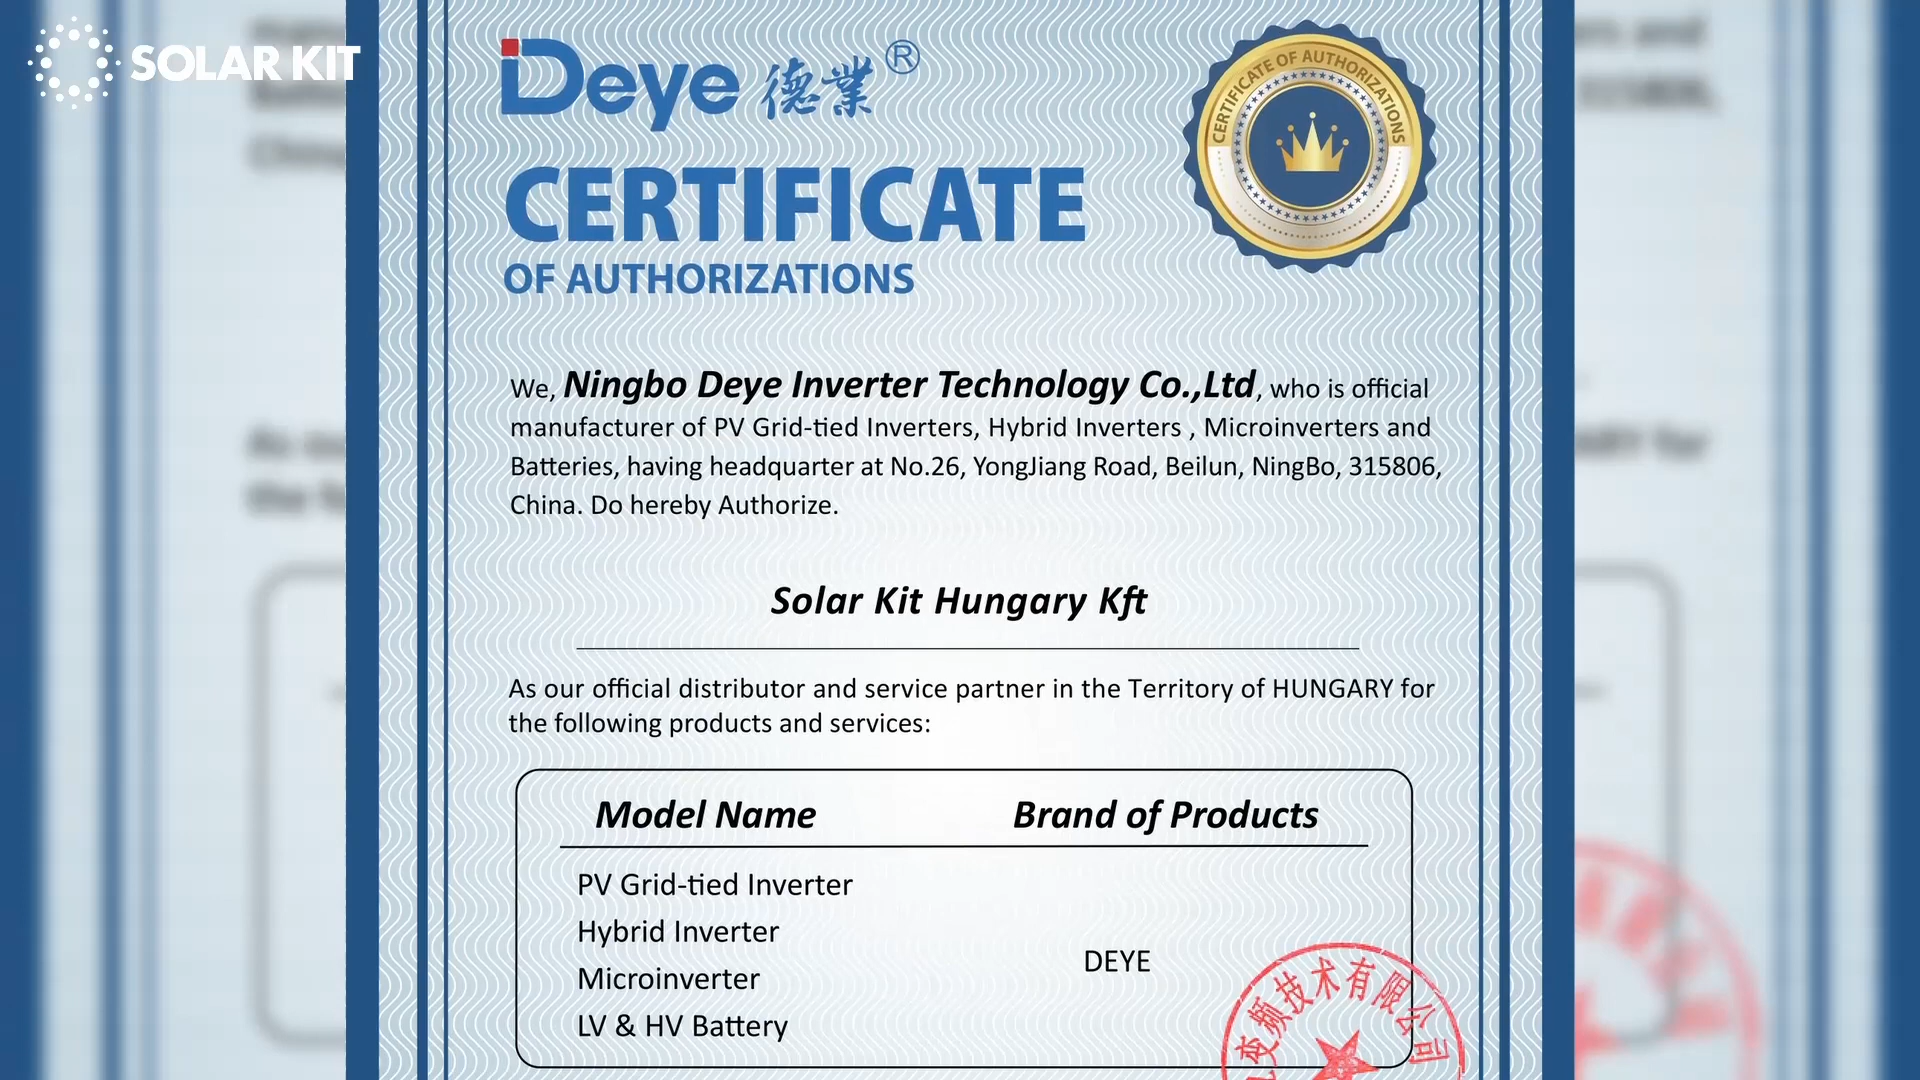 SOLAR KIT
Deye 德業®
CERTIFICATE OF AUTHORIZATIONS
CERTIFICATE
OF AUTHORIZATIONS
We, Ningbo Deye Inverter Technology Co.,Ltd, who is official
manufacturer of PV Grid-tied Inverters, Hybrid Inverters , Microinverters and
Batteries, having headquarter at No.26, YongJiang Road, Beilun, NingBo, 315806,
China. Do hereby Authorize.
Solar Kit Hungary Kft
As our official distributor and service partner in the Territory of HUNGARY for
the following products and services:
Model Name Brand of Products
PV Grid-tied Inverter
Hybrid Inverter
DEYE
Microinverter
LV & HV Battery
变频技术有限公司